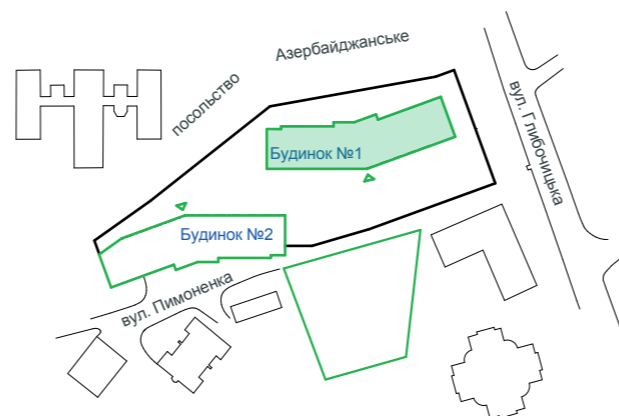 Азербайджанське
посольство
вул. Глибочицька
Будинок №1
Будинок №2
вул. Пимоненка